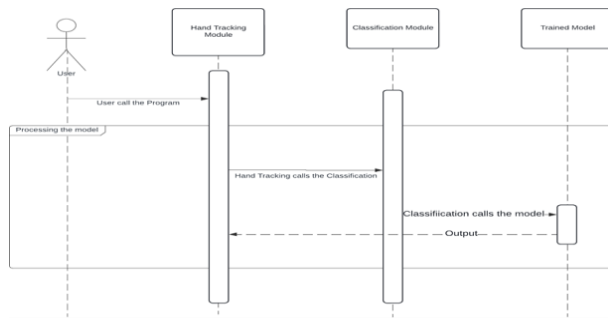 Hand Tracking
Module
Classification Module
Trained Model
User
User call the Program
Processing the model
Hand Tracking calls the Classification
Classifiication calls the model
Output